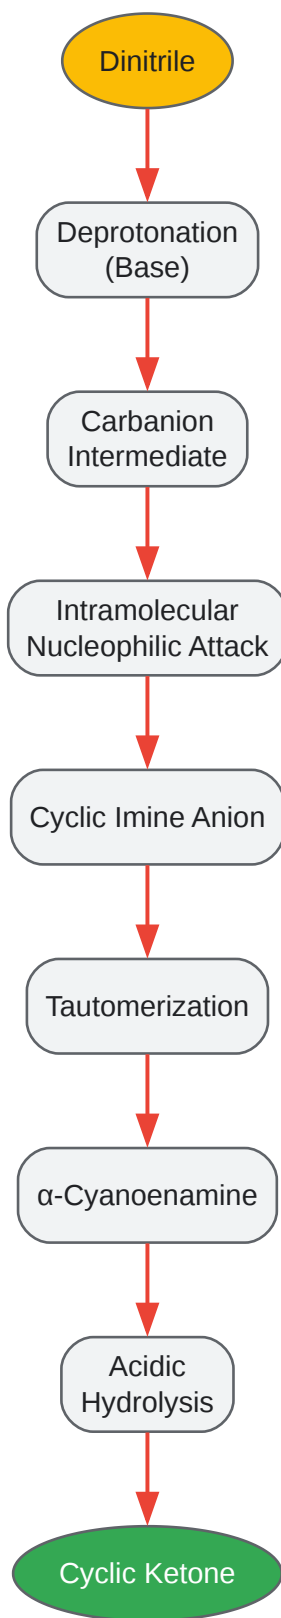 Dinitrile
Deprotonation
(Base)
Carbanion
Intermediate
Intramolecular
Nucleophilic Attack
Cyclic Imine Anion
Tautomerization
α-Cyanoenamine
Acidic
Hydrolysis
Cyclic Ketone